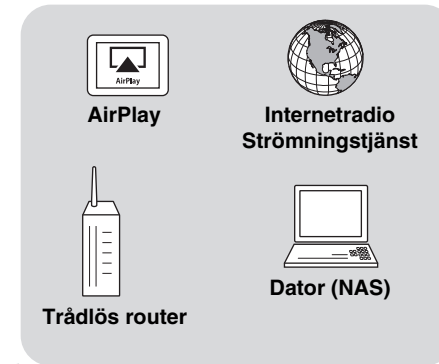 AirPlay
AirPlay
Internetradio
Strömningstjänst
Trådlös router
Dator (NAS)